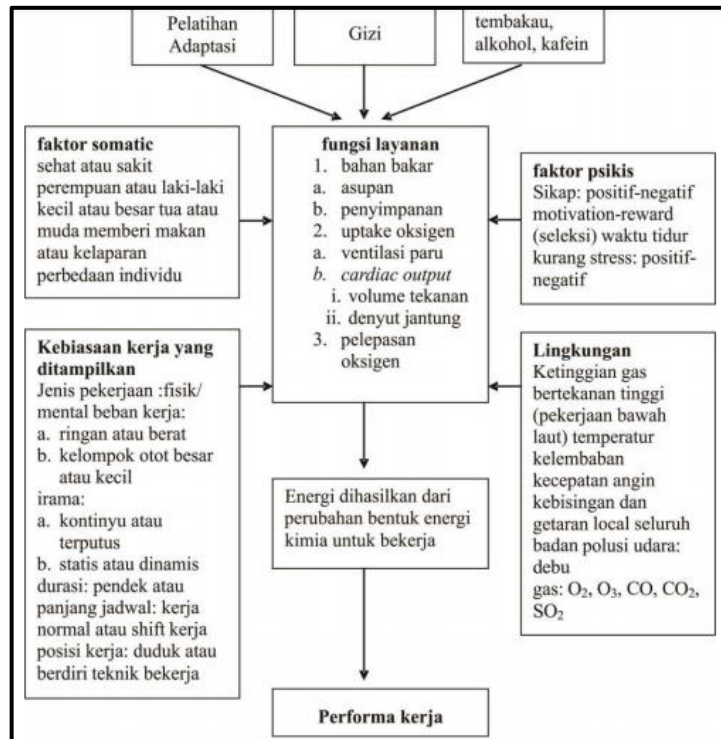 Pelatihan
Adaptasi
Gizi
tembakau,
alkohol, kafein
faktor somatic
sehat atau sakit
perempuan atau laki-laki
kecil atau besar tua atau
muda memberi makan
atau kelaparan
perbedaan individu
fungsi layanan
1. bahan bakar
a. asupan
b. penyimpanan
2. uptake oksigen
a. ventilasi paru
b. cardiac output
i. volume tekanan
ii. denyut jantung
3. pelepasan
oksigen
faktor psikis
Sikap: positif-negatif
motivation-reward
(seleksi) waktu tidur
kurang stress: positif-
negatif
Kebiasaan kerja yang
ditampilkan
Jenis pekerjaan :fisik/
mental beban kerja:
a. ringan atau berat
b. kelompok otot besar
atau kecil
irama:
a. kontinyu atau
terputus
b. statis atau dinamis
durasi: pendek atau
panjang jadwal: kerja
normal atau shift kerja
posisi kerja: duduk atau
berdiri teknik bekerja
Lingkungan
Ketinggian gas
bertekanan tinggi
(pekerjaan bawah
laut) temperatur
kelembaban
kecepatan angin
kebisingan dan
getaran local seluruh
badan polusi udara:
debu
gas: O₂, O₃, CO, CO₂,
SO₂
Energi dihasilkan dari
perubahan bentuk energi
kimia untuk bekerja
Performa kerja